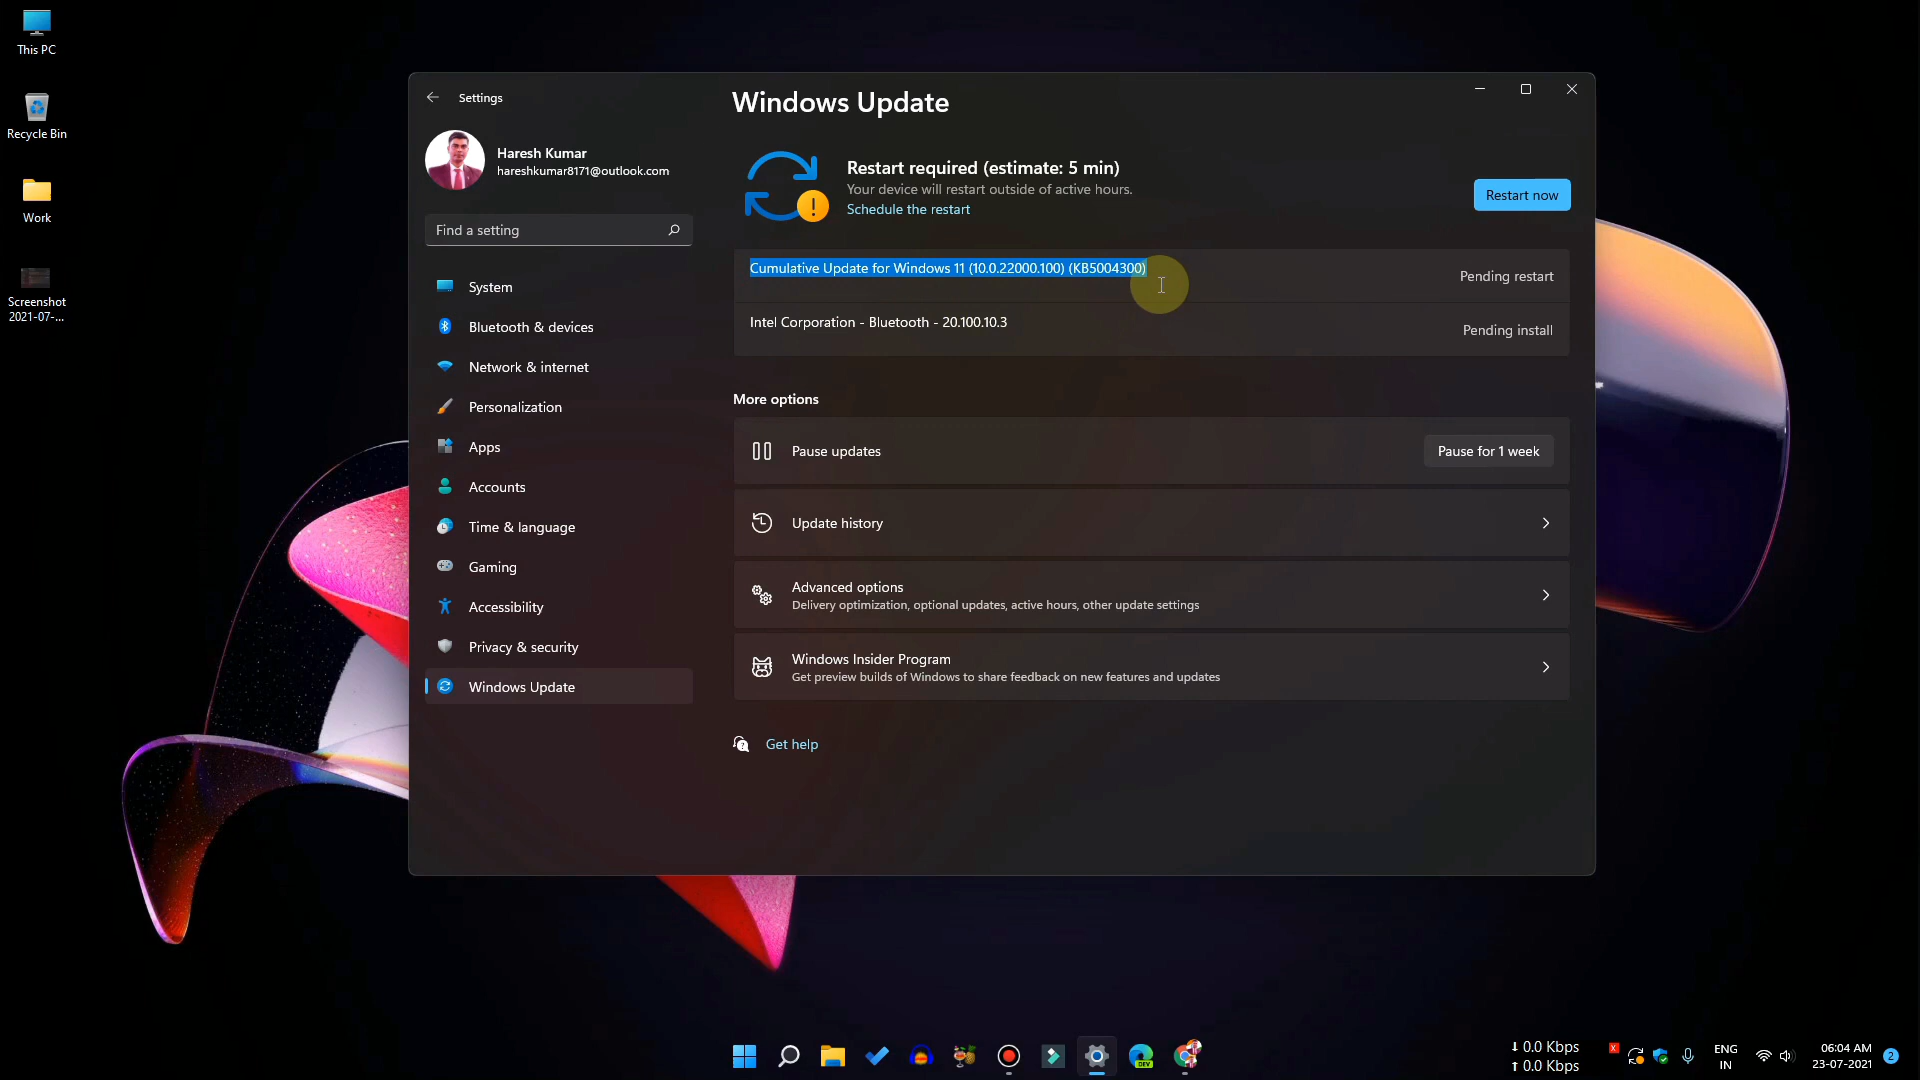 This PC
Recycle Bin
Work
Screenshot
2021-07-...
Settings
Haresh Kumar
hareshkumar8171@outlook.com
Find a setting
System
Bluetooth & devices
Network & internet
Personalization
Apps
Accounts
Time & language
Gaming
Accessibility
Privacy & security
Windows Update
Windows Update
Restart required (estimate: 5 min)
Your device will restart outside of active hours.
Schedule the restart
Restart now
Cumulative Update for Windows 11 (10.0.22000.100) (KB5004300)
Pending restart
Intel Corporation - Bluetooth - 20.100.10.3
Pending install
More options
Pause updates
Pause for 1 week
Update history
Advanced options
Delivery optimization, optional updates, active hours, other update settings
Windows Insider Program
Get preview builds of Windows to share feedback on new features and updates
Get help
DEV
↓ 0.0 Kbps
↑ 0.0 Kbps
ENG
IN
06:04 AM
23-07-2021
2